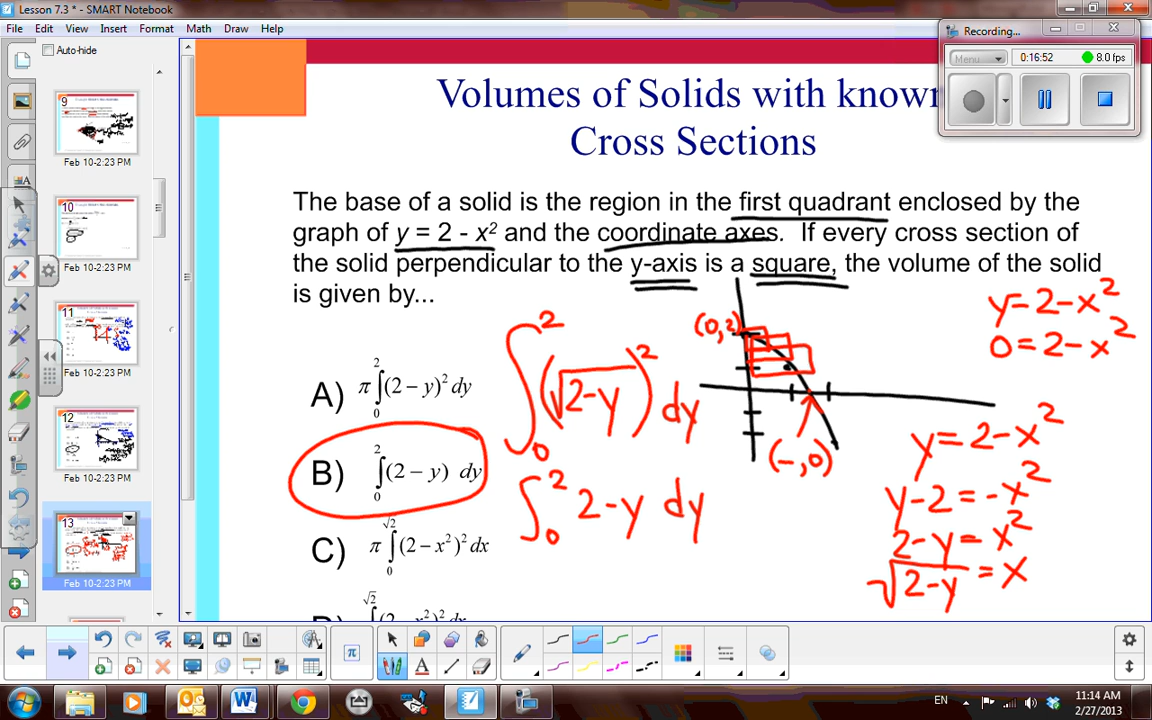 Lesson 7.3 * - SMART Notebook
File Edit View Insert Format Math Draw Help
Auto-hide
Recording...
Menu
0:16:52
8.0 fps
9
Feb 10-2:23 PM
10
Feb 10-2:23 PM
11
Feb 10-2:23 PM
12
Feb 10-2:23 PM
13
Feb 10-2:23 PM
Volumes of Solids with known
Cross Sections
The base of a solid is the region in the first quadrant enclosed by the
graph of y = 2 - x² and the coordinate axes. If every cross section of
the solid perpendicular to the y-axis is a square, the volume of the solid
is given by...
A) π ∫₀² (2 − y)² dy
B) ∫₀² (2 − y) dy
C) π ∫₀^√2 (2 − x²)² dx
∫₀² (√2-y)² dy
∫₀² 2-y dy
(0,2)
(-,0)
y=2-x²
0=2-x²
y=2-x²
y-2=-x²
2-y=x²
√2-y=x
EN
11:14 AM
2/27/2013